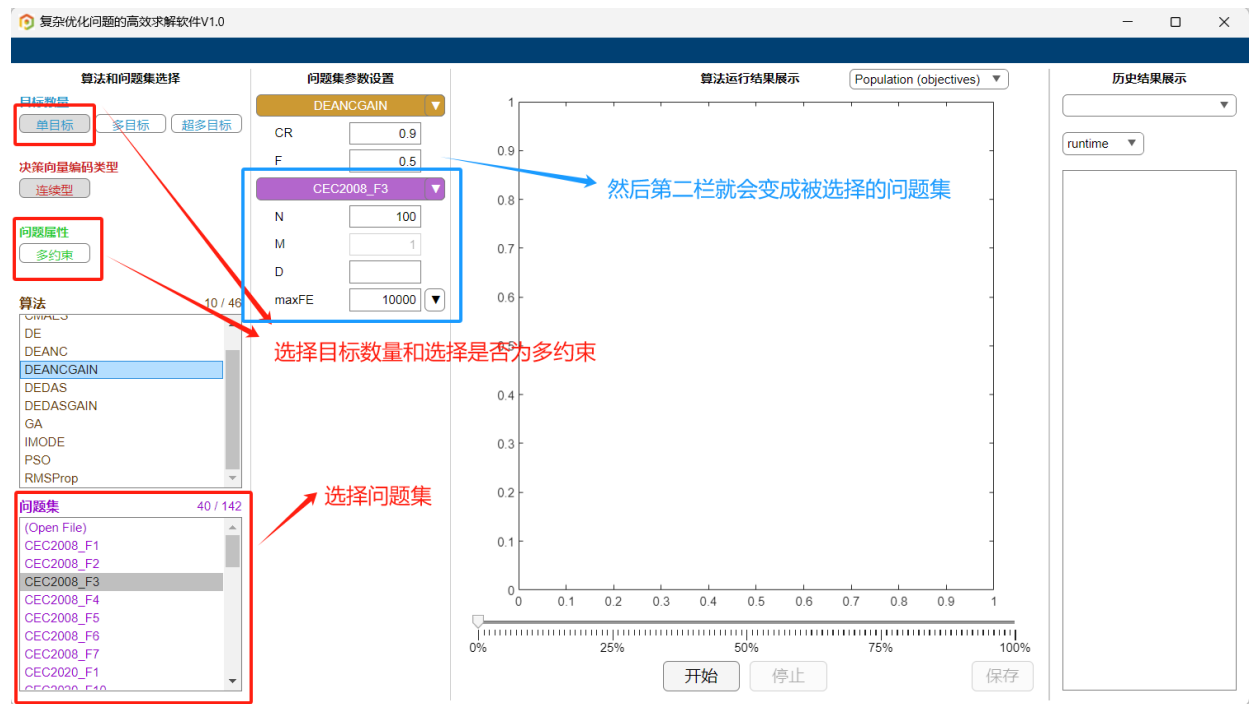 复杂优化问题的高效求解软件V1.0
算法和问题集选择
目标数量
单目标
多目标
超多目标
决策向量编码类型
连续型
问题属性
多约束
算法
10 / 46
CMAES
DE
DEANC
DEANCGAIN
DEDAS
DEDASGAIN
GA
IMODE
PSO
RMSProp
问题集
40 / 142
(Open File)
CEC2008_F1
CEC2008_F2
CEC2008_F3
CEC2008_F4
CEC2008_F5
CEC2008_F6
CEC2008_F7
CEC2020_F1
CEC2020_F10
问题集参数设置
DEANCGAIN
CR 0.9
F 0.5
CEC2008_F3
N 100
M 1
D
maxFE 10000
然后第二栏就会变成被选择的问题集
选择目标数量和选择是否为多约束
选择问题集
算法运行结果展示
Population (objectives)
1
0.9
0.8
0.7
0.6
0.5
0.4
0.3
0.2
0.1
0
0 0.1 0.2 0.3 0.4 0.5 0.6 0.7 0.8 0.9 1
0% 25% 50% 75% 100%
开始
停止
保存
历史结果展示
runtime